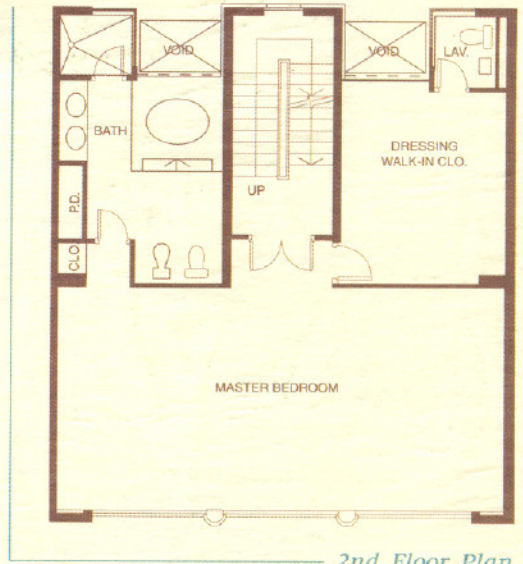 VOID
VOID
LAV.
BATH
DRESSING
WALK-IN CLO.
UP
P.D.
CLO.
MASTER BEDROOM
2nd Floor Plan